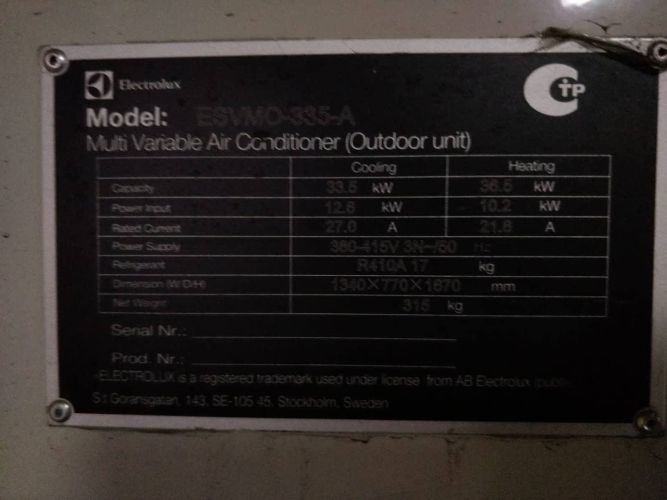 Electrolux
Model: ESVMO-335-A
Multi Variable Air Conditioner (Outdoor unit)
Cooling Heating
Capacity 33.5 kW 36.5 kW
Power Input 12.6 kW 10.2 kW
Rated Current 27.0 A 21.8 A
Power Supply 380-415V 3N~/50 Hz
Refrigerant R410A 17 kg
Dimension (W/D/H) 1340×770×1670 mm
Net Weight 315 kg
Serial Nr.:
Prod. Nr.:
ELECTROLUX is a registered trademark used under license from AB Electrolux (publ)
S:t Göransgatan, 143, SE-105 45, Stockholm, Sweden
СТР